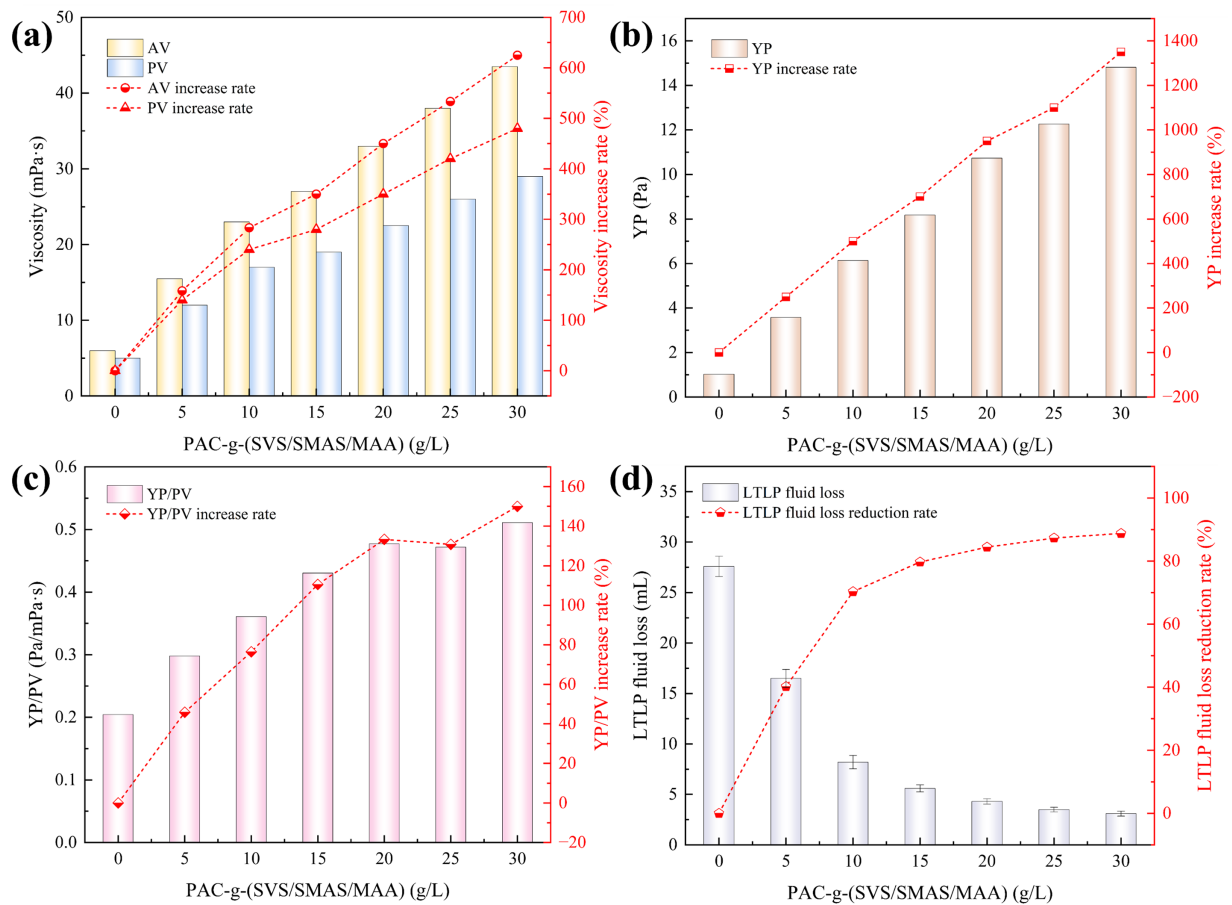 (a)
AV
PV
AV increase rate
PV increase rate
Viscosity (mPa·s)
50
40
30
20
10
0
Viscosity increase rate (%)
700
650
600
550
500
450
400
350
300
250
200
150
100
50
0
−50
0 5 10 15 20 25 30
PAC-g-(SVS/SMAS/MAA) (g/L)
(b)
YP
YP increase rate
YP (Pa)
16
14
12
10
8
6
4
2
0
YP increase rate (%)
1400
1200
1000
800
600
400
200
0
−200
0 5 10 15 20 25 30
PAC-g-(SVS/SMAS/MAA) (g/L)
(c)
YP/PV
YP/PV increase rate
YP/PV (Pa/mPa·s)
0.6
0.5
0.4
0.3
0.2
0.1
0.0
YP/PV increase rate (%)
160
140
120
100
80
60
40
20
0
−20
0 5 10 15 20 25 30
PAC-g-(SVS/SMAS/MAA) (g/L)
(d)
LTLP fluid loss
LTLP fluid loss reduction rate
LTLP fluid loss (mL)
35
30
25
20
15
10
5
0
LTLP fluid loss reduction rate (%)
100
80
60
40
20
0
0 5 10 15 20 25 30
PAC-g-(SVS/SMAS/MAA) (g/L)